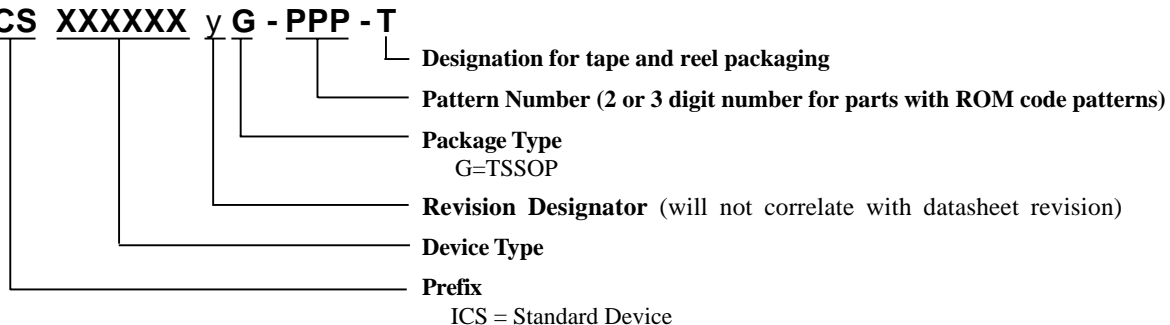 CS XXXXXX y G - PPP - T
Designation for tape and reel packaging
Pattern Number (2 or 3 digit number for parts with ROM code patterns)
Package Type
G=TSSOP
Revision Designator (will not correlate with datasheet revision)
Device Type
Prefix
ICS = Standard Device